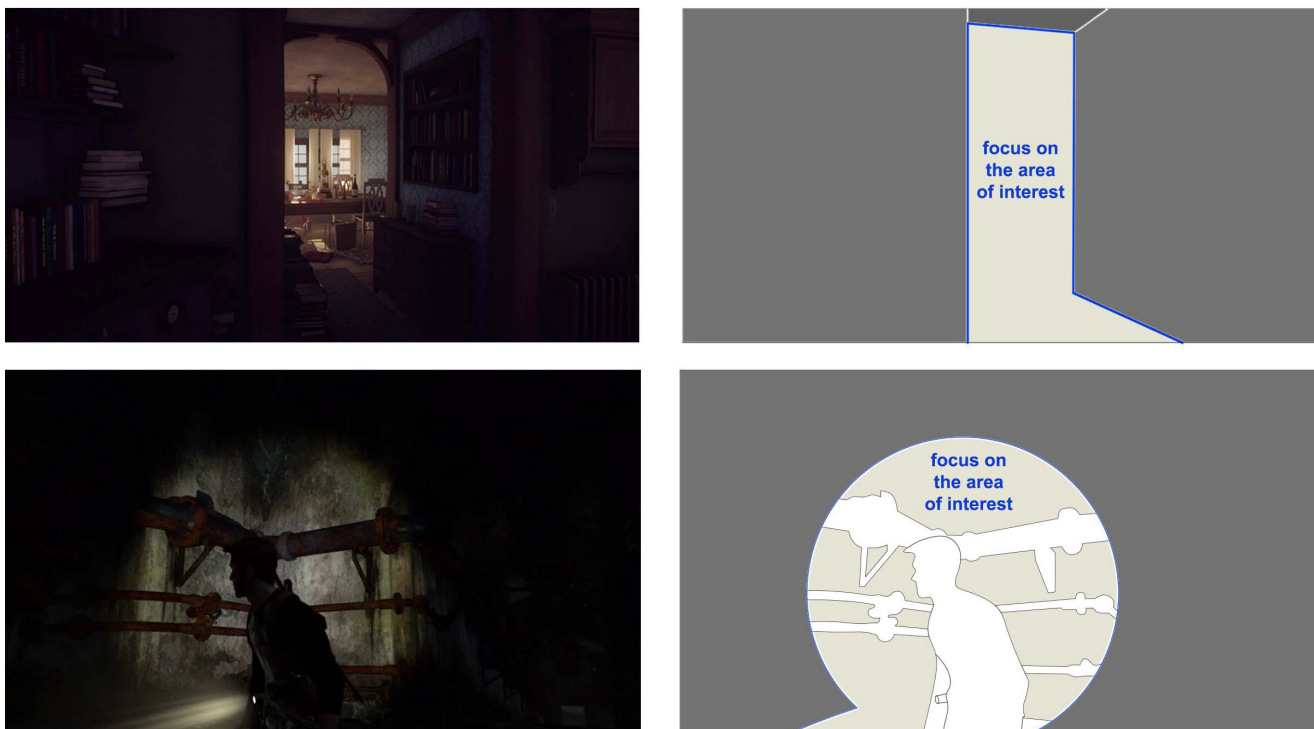 focus on
the area
of interest
focus on
the area
of interest